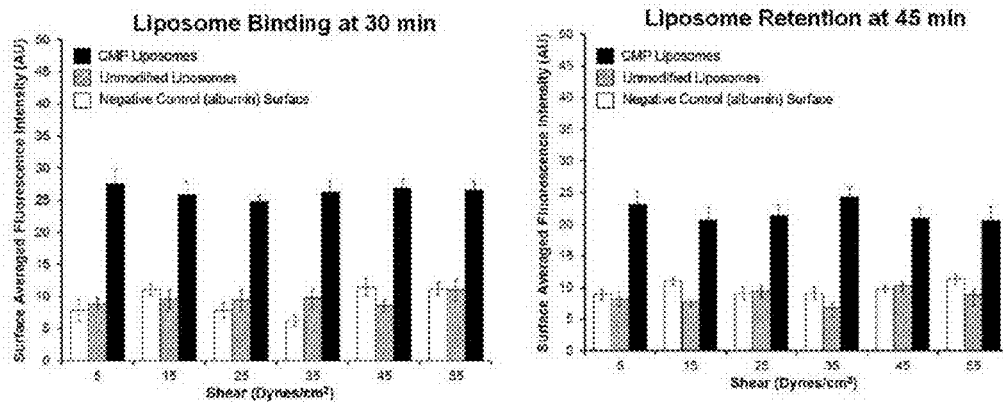 Liposome Binding at 30 min
Surface Averaged Fluorescence Intensity (AU)
50
45
40
35
30
25
20
15
10
5
0
Liposomes
Unmodified Liposomes
Negative Control (albumin) Surface
5 15 25 35 45 55
Shear (Dynes/cm²)
Liposome Retention at 45 min
Surface Averaged Fluorescence Intensity (AU)
50
45
40
35
30
25
20
15
10
5
0
Liposomes
Unmodified Liposomes
Negative Control (albumin) Surface
5 15 25 35 45 55
Shear (Dynes/cm²)